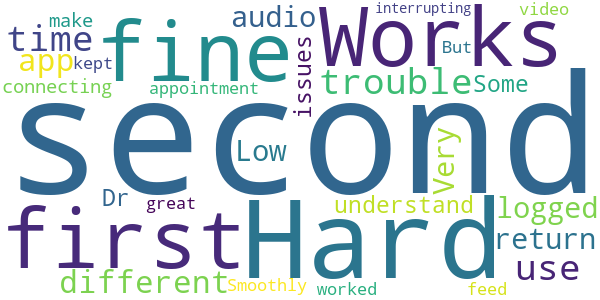 make
time
app
kept
connecting
fine
appointment
audio
issues
Works
interrupting
video
But
trouble
Some
second
Low
Very
Dr
great
first
different
Hard
Smoothly
worked
understand
logged
return
use
feed